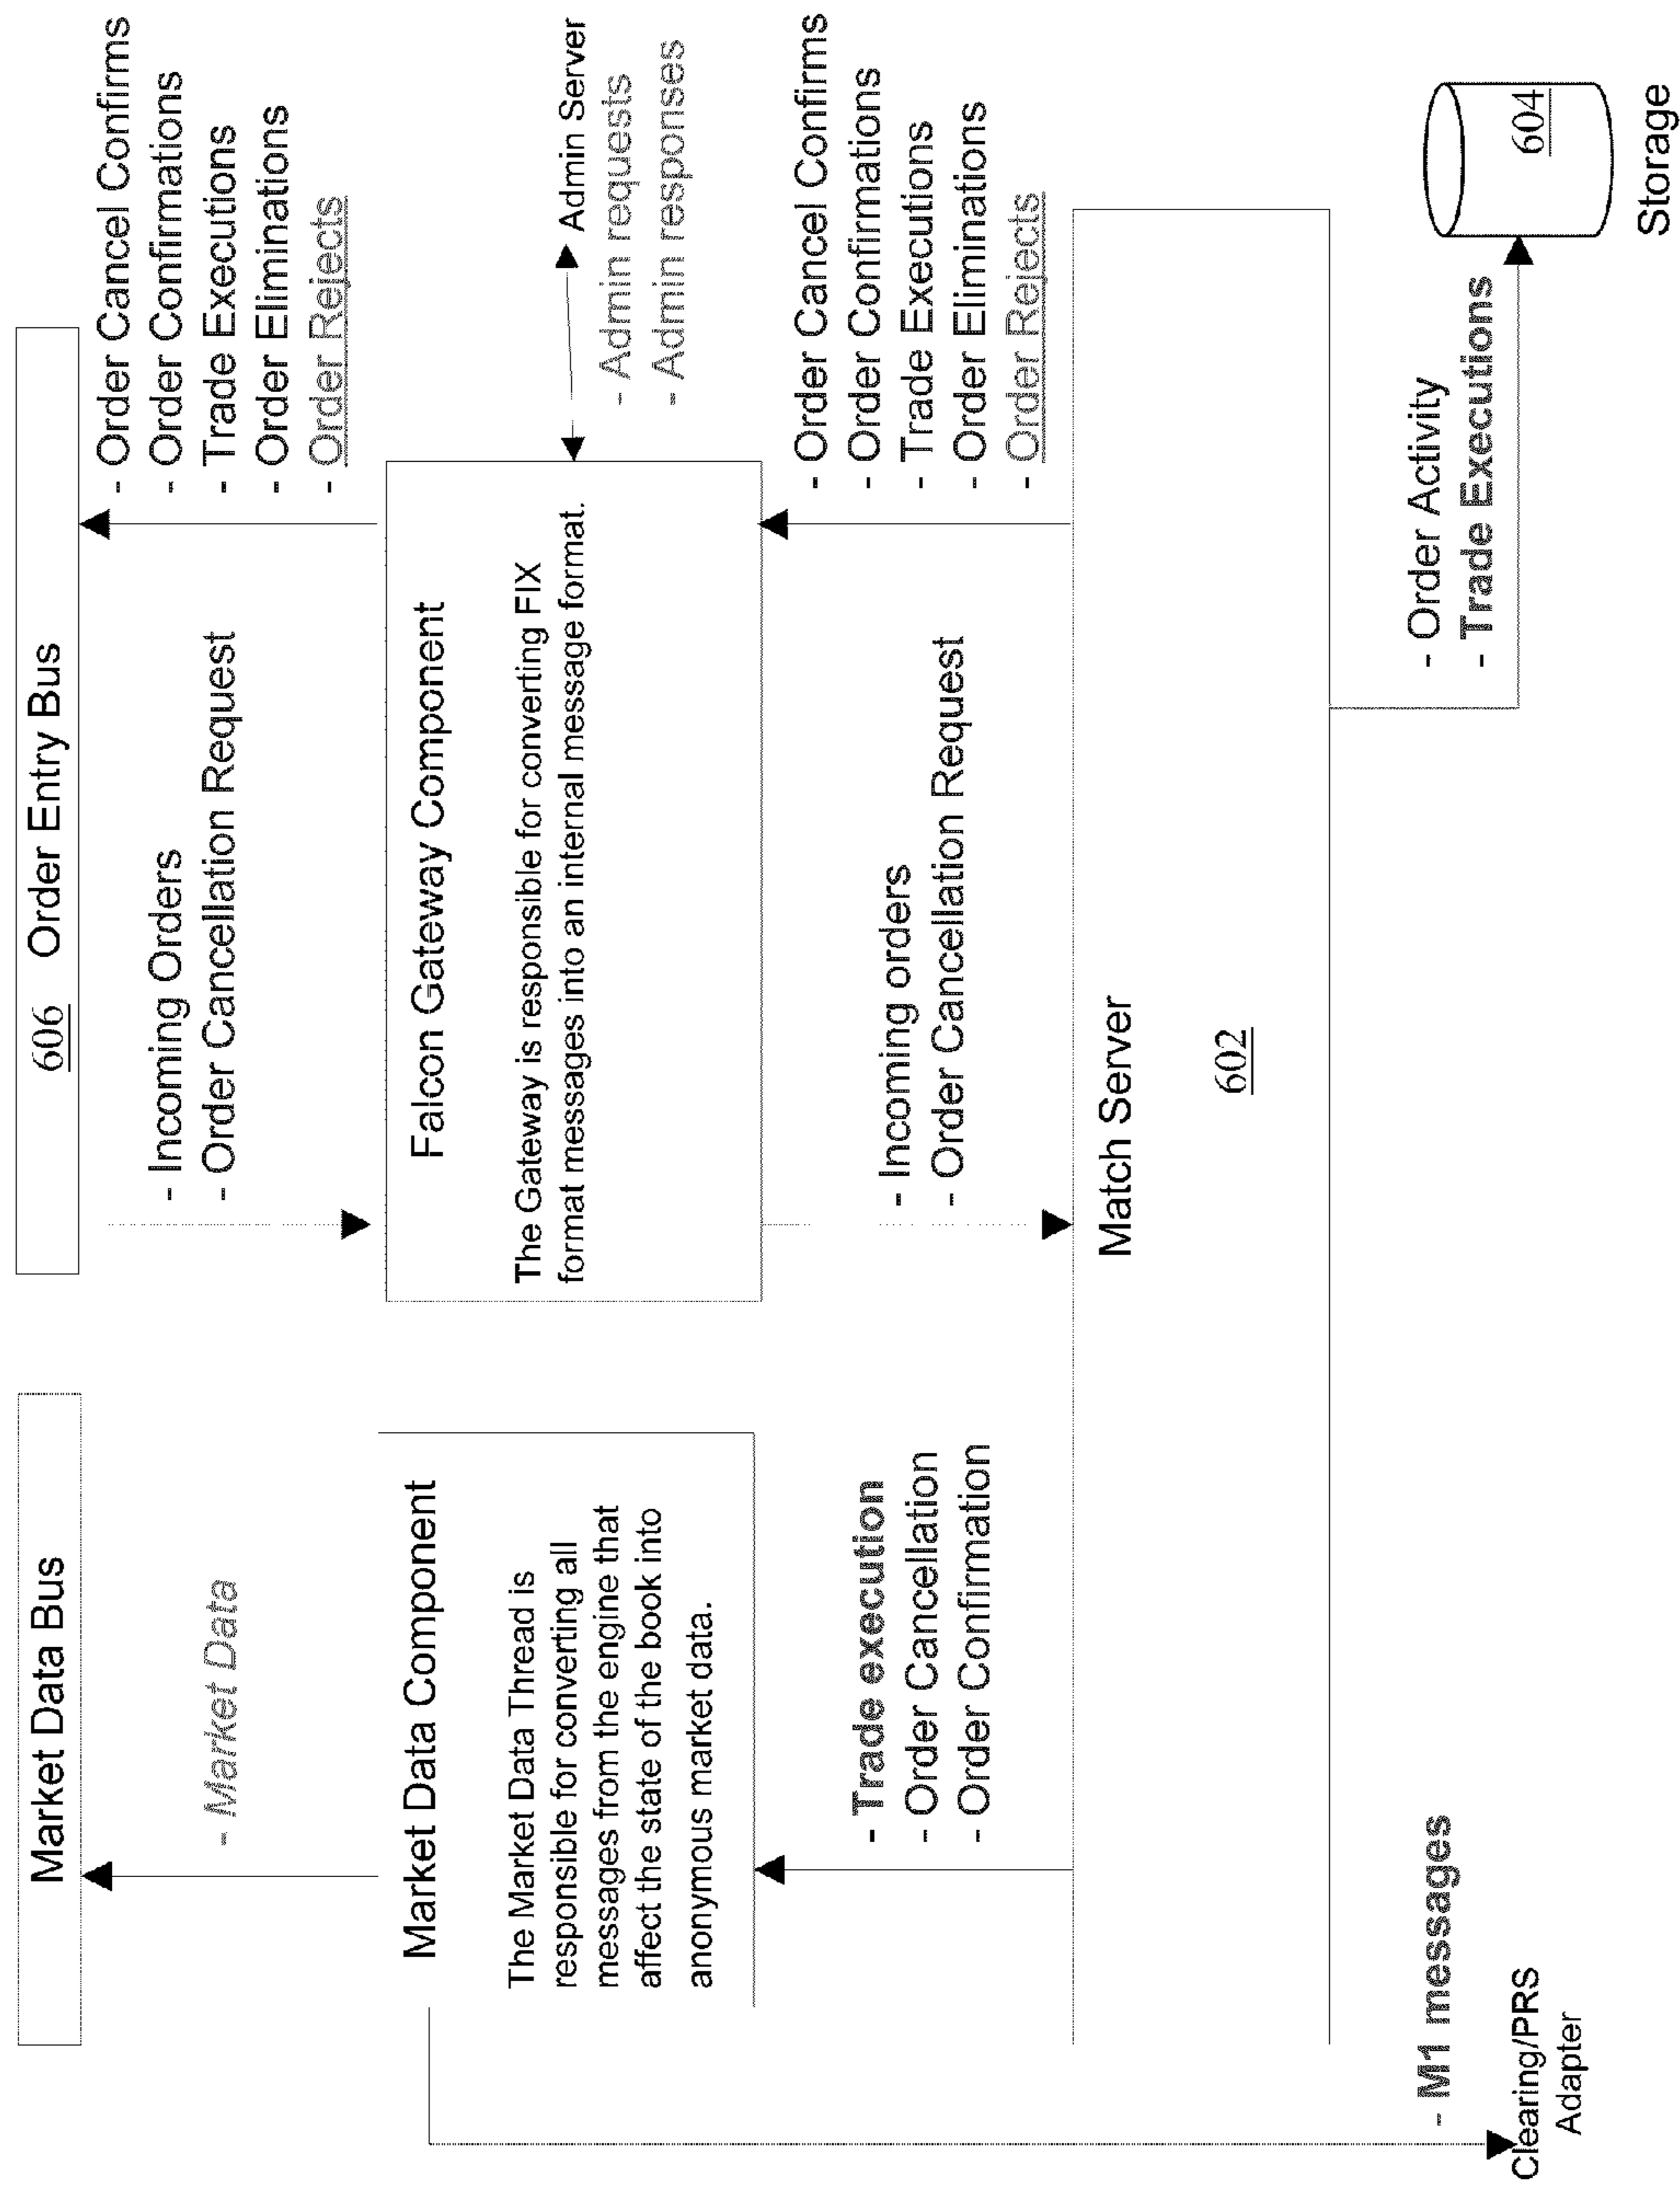 Market Data Bus
606 Order Entry Bus
- Market Data
- Incoming Orders
- Order Cancellation Request
- Order Cancel Confirms
- Order Confirmations
- Trade Executions
- Order Eliminations
- Order Rejects
Market Data Component
The Market Data Thread is
responsible for converting all
messages from the engine that
affect the state of the book into
anonymous market data.
Falcon Gateway Component
The Gateway is responsible for converting FIX
format messages into an internal message format.
Admin Server
- Admin requests
- Admin responses
- Trade execution
- Order Cancellation
- Order Confirmation
- Incoming orders
- Order Cancellation Request
- Order Cancel Confirms
- Order Confirmations
- Trade Executions
- Order Eliminations
- Order Rejects
Match Server
602
- M1 messages
Clearing/PRS
Adapter
- Order Activity
- Trade Executions
604
Storage